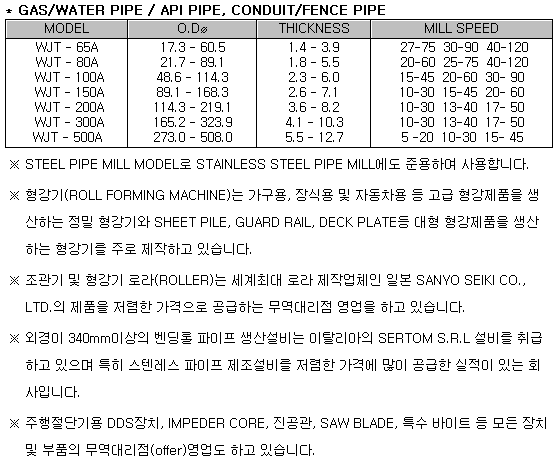 * GAS/WATER PIPE / API PIPE, CONDUIT/FENCE PIPE
MODEL O.Dø THICKNESS MILL SPEED
WJT - 65A 17.3 - 60.5 1.4 - 3.9 27-75 30-90 40-120
WJT - 80A 21.7 - 89.1 1.8 - 5.5 20-60 25-75 40-120
WJT - 100A 48.6 - 114.3 2.3 - 6.0 15-45 20-60 30- 90
WJT - 150A 89.1 - 168.3 2.6 - 7.1 10-30 15-45 20- 60
WJT - 200A 114.3 - 219.1 3.6 - 8.2 10-30 13-40 17- 50
WJT - 300A 165.2 - 323.9 4.1 - 10.3 10-30 13-40 17- 50
WJT - 500A 273.0 - 508.0 5.5 - 12.7 5 -20 10-30 15- 45
※ STEEL PIPE MILL MODEL로 STAINLESS STEEL PIPE MILL에도 준용하여 사용합니다.
※ 형강기(ROLL FORMING MACHINE)는 가구용, 장식용 및 자동차용 등 고급 형강제품을 생
산하는 정밀 형강기와 SHEET PILE, GUARD RAIL, DECK PLATE등 대형 형강제품을 생산
하는 형강기를 주로 제작하고 있습니다.
※ 조관기 및 형강기 로라(ROLLER)는 세계최대 로라 제작업체인 일본 SANYO SEIKI CO.,
LTD.의 제품을 저렴한 가격으로 공급하는 무역대리점 영업을 하고 있습니다.
※ 외경이 340mm이상의 벤딩롤 파이프 생산설비는 이탈리아의 SERTOM S.R.L 설비를 취급
하고 있으며 특히 스텐레스 파이프 제조설비를 저렴한 가격에 많이 공급한 실적이 있는 회
사입니다.
※ 주행절단기용 DDS장치, IMPEDER CORE, 진공관, SAW BLADE, 특수 바이트 등 모든 장치
및 부품의 무역대리점(offer)영업도 하고 있습니다.